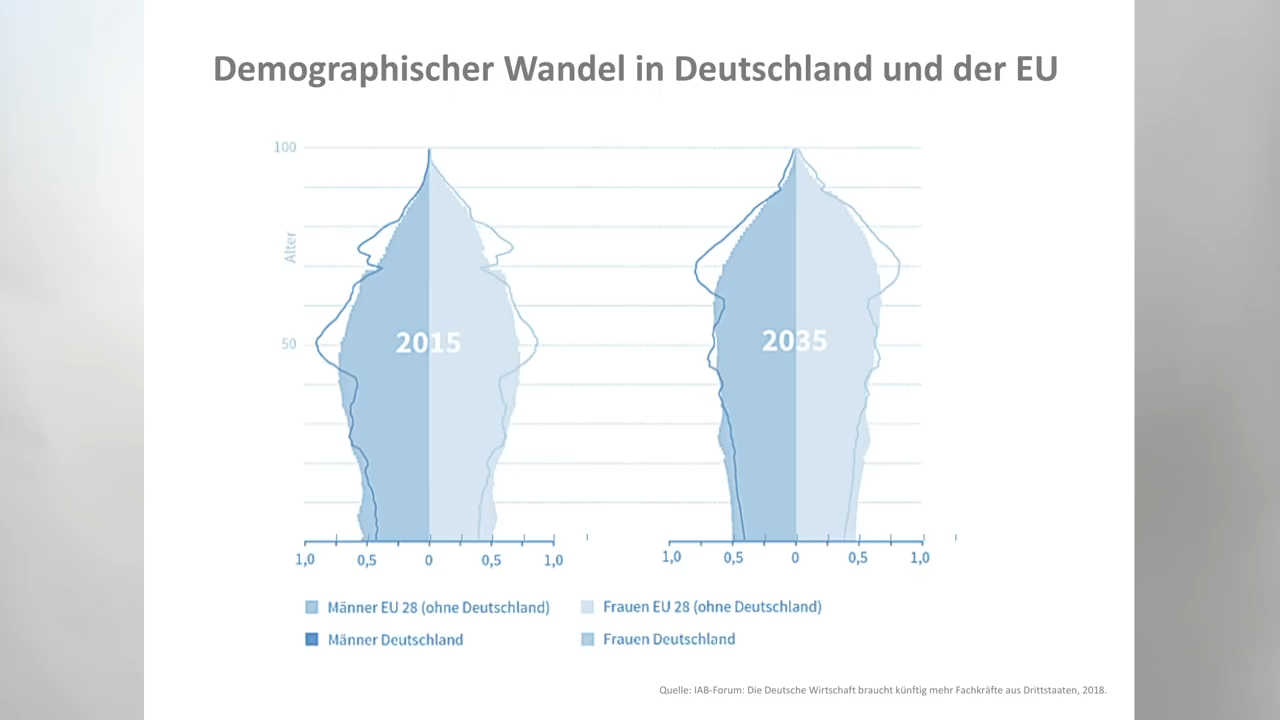 Demographischer Wandel in Deutschland und der EU
100
Alter
50
2015
2035
1,0 0,5 0 0,5 1,0
1,0 0,5 0 0,5 1,0
Männer EU 28 (ohne Deutschland)
Frauen EU 28 (ohne Deutschland)
Männer Deutschland
Frauen Deutschland
Quelle: IAB-Forum: Die Deutsche Wirtschaft braucht künftig mehr Fachkräfte aus Drittstaaten, 2018.